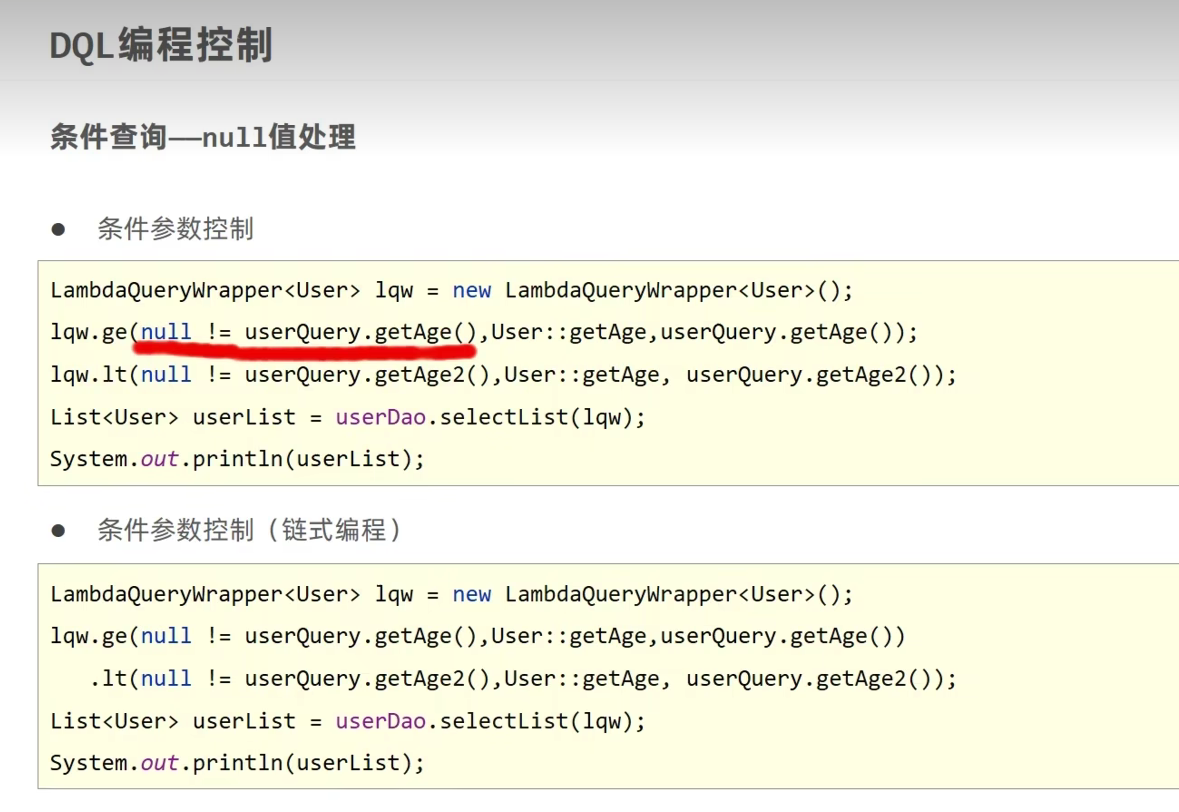 DQL编程控制
条件查询——null值处理
● 条件参数控制
LambdaQueryWrapper<User> lqw = new LambdaQueryWrapper<User>();
lqw.ge(null != userQuery.getAge(),User::getAge,userQuery.getAge());
lqw.lt(null != userQuery.getAge2(),User::getAge, userQuery.getAge2());
List<User> userList = userDao.selectList(lqw);
System.out.println(userList);
● 条件参数控制（链式编程）
LambdaQueryWrapper<User> lqw = new LambdaQueryWrapper<User>();
lqw.ge(null != userQuery.getAge(),User::getAge,userQuery.getAge())
.lt(null != userQuery.getAge2(),User::getAge, userQuery.getAge2());
List<User> userList = userDao.selectList(lqw);
System.out.println(userList);